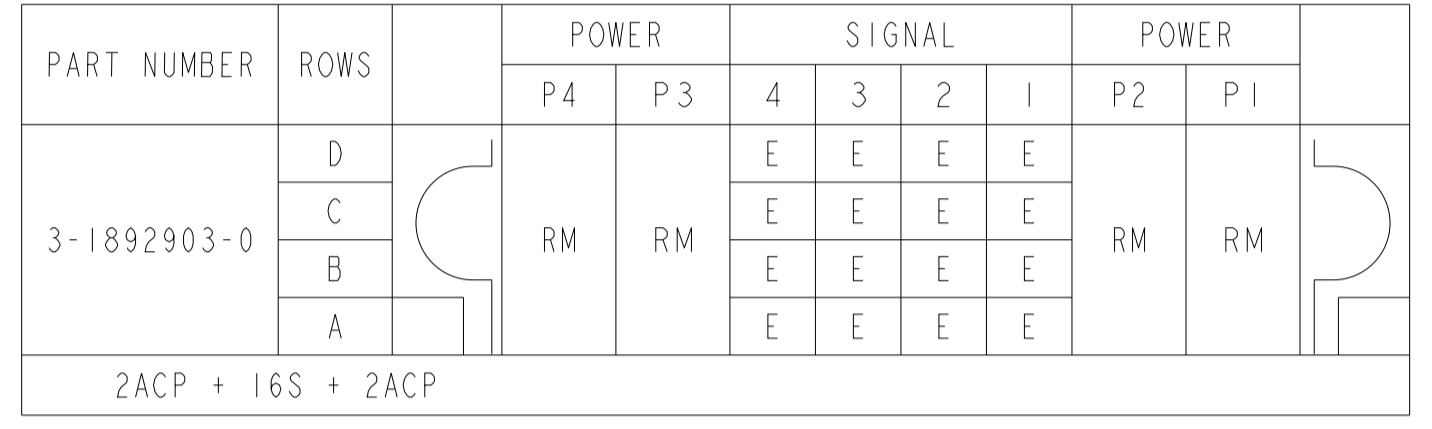 PART NUMBER ROWS POWER SIGNAL POWER
P4 P3 4 3 2 1 P2 P1
3-1892903-0 RM RM RM RM
D E E E E
C E E E E
B E E E E
A E E E E
2ACP + 16S + 2ACP